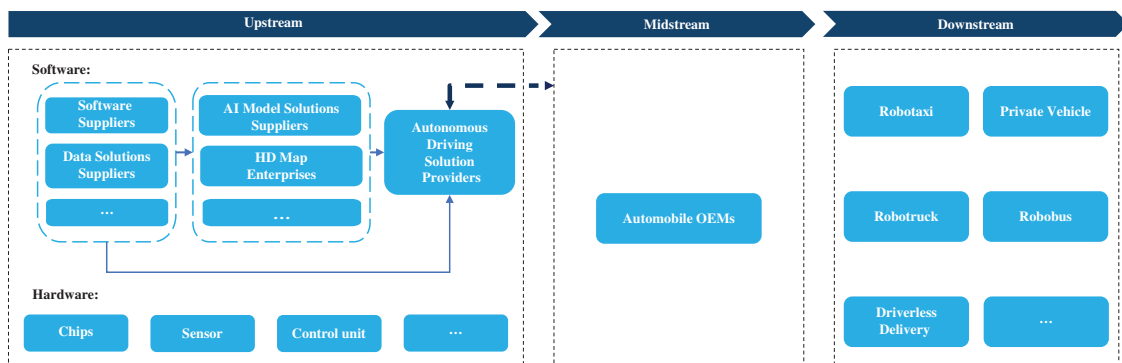 Upstream
Midstream
Downstream
Software:
Software
Suppliers
Data Solutions
Suppliers
...
AI Model Solutions
Suppliers
HD Map
Enterprises
...
Autonomous
Driving
Solution
Providers
Hardware:
Chips
Sensor
Control unit
...
Automobile OEMs
Robotaxi
Private Vehicle
Robotruck
Robobus
Driverless
Delivery
...